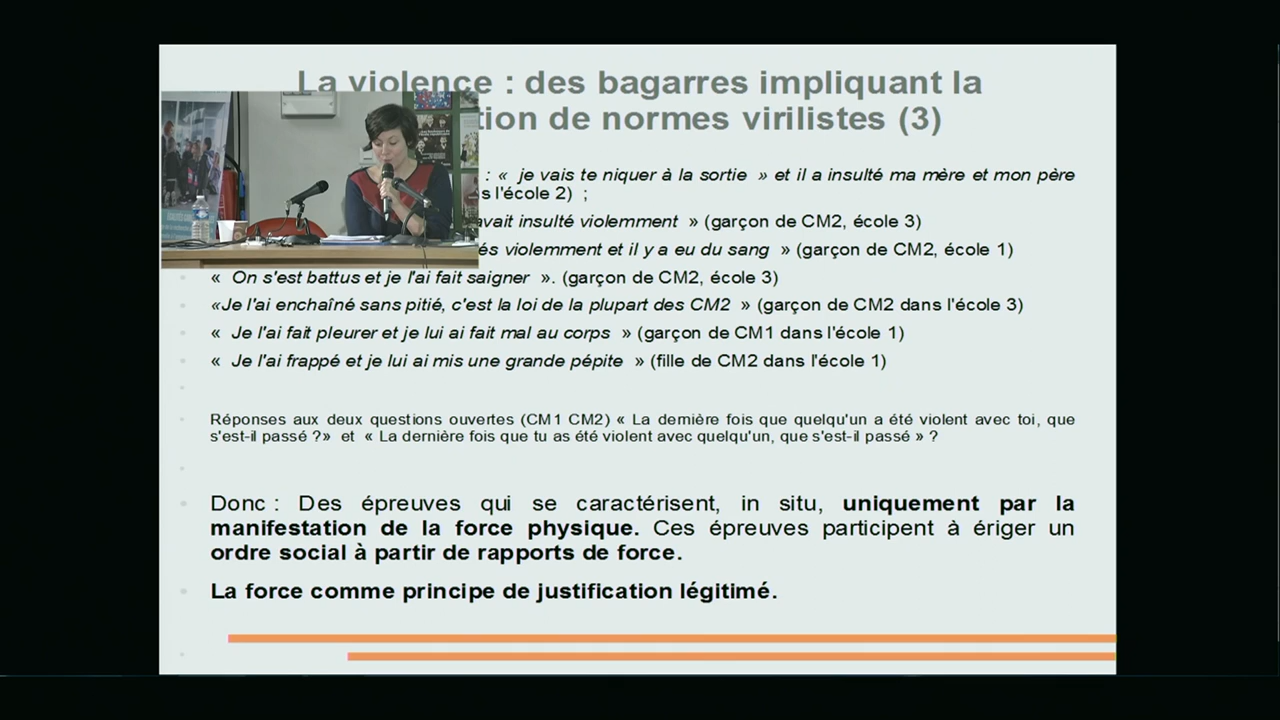 La violence : des bagarres impliquant la
tion de normes virilistes (3)
: « je vais te niquer à la sortie » et il a insulté ma mère et mon père
s l'école 2) ;
avait insulté violemment » (garçon de CM2, école 3)
és violemment et il y a eu du sang » (garçon de CM2, école 1)
« On s'est battus et je l'ai fait saigner ». (garçon de CM2, école 3)
«Je l'ai enchaîné sans pitié, c'est la loi de la plupart des CM2 » (garçon de CM2 dans l'école 3)
« Je l'ai fait pleurer et je lui ai fait mal au corps » (garçon de CM1 dans l'école 1)
« Je l'ai frappé et je lui ai mis une grande pépite » (fille de CM2 dans l'école 1)
Réponses aux deux questions ouvertes (CM1 CM2) « La dernière fois que quelqu'un a été violent avec toi, que
s'est-il passé ?» et « La dernière fois que tu as été violent avec quelqu'un, que s'est-il passé » ?
Donc : Des épreuves qui se caractérisent, in situ, uniquement par la
manifestation de la force physique. Ces épreuves participent à ériger un
ordre social à partir de rapports de force.
La force comme principe de justification légitimé.